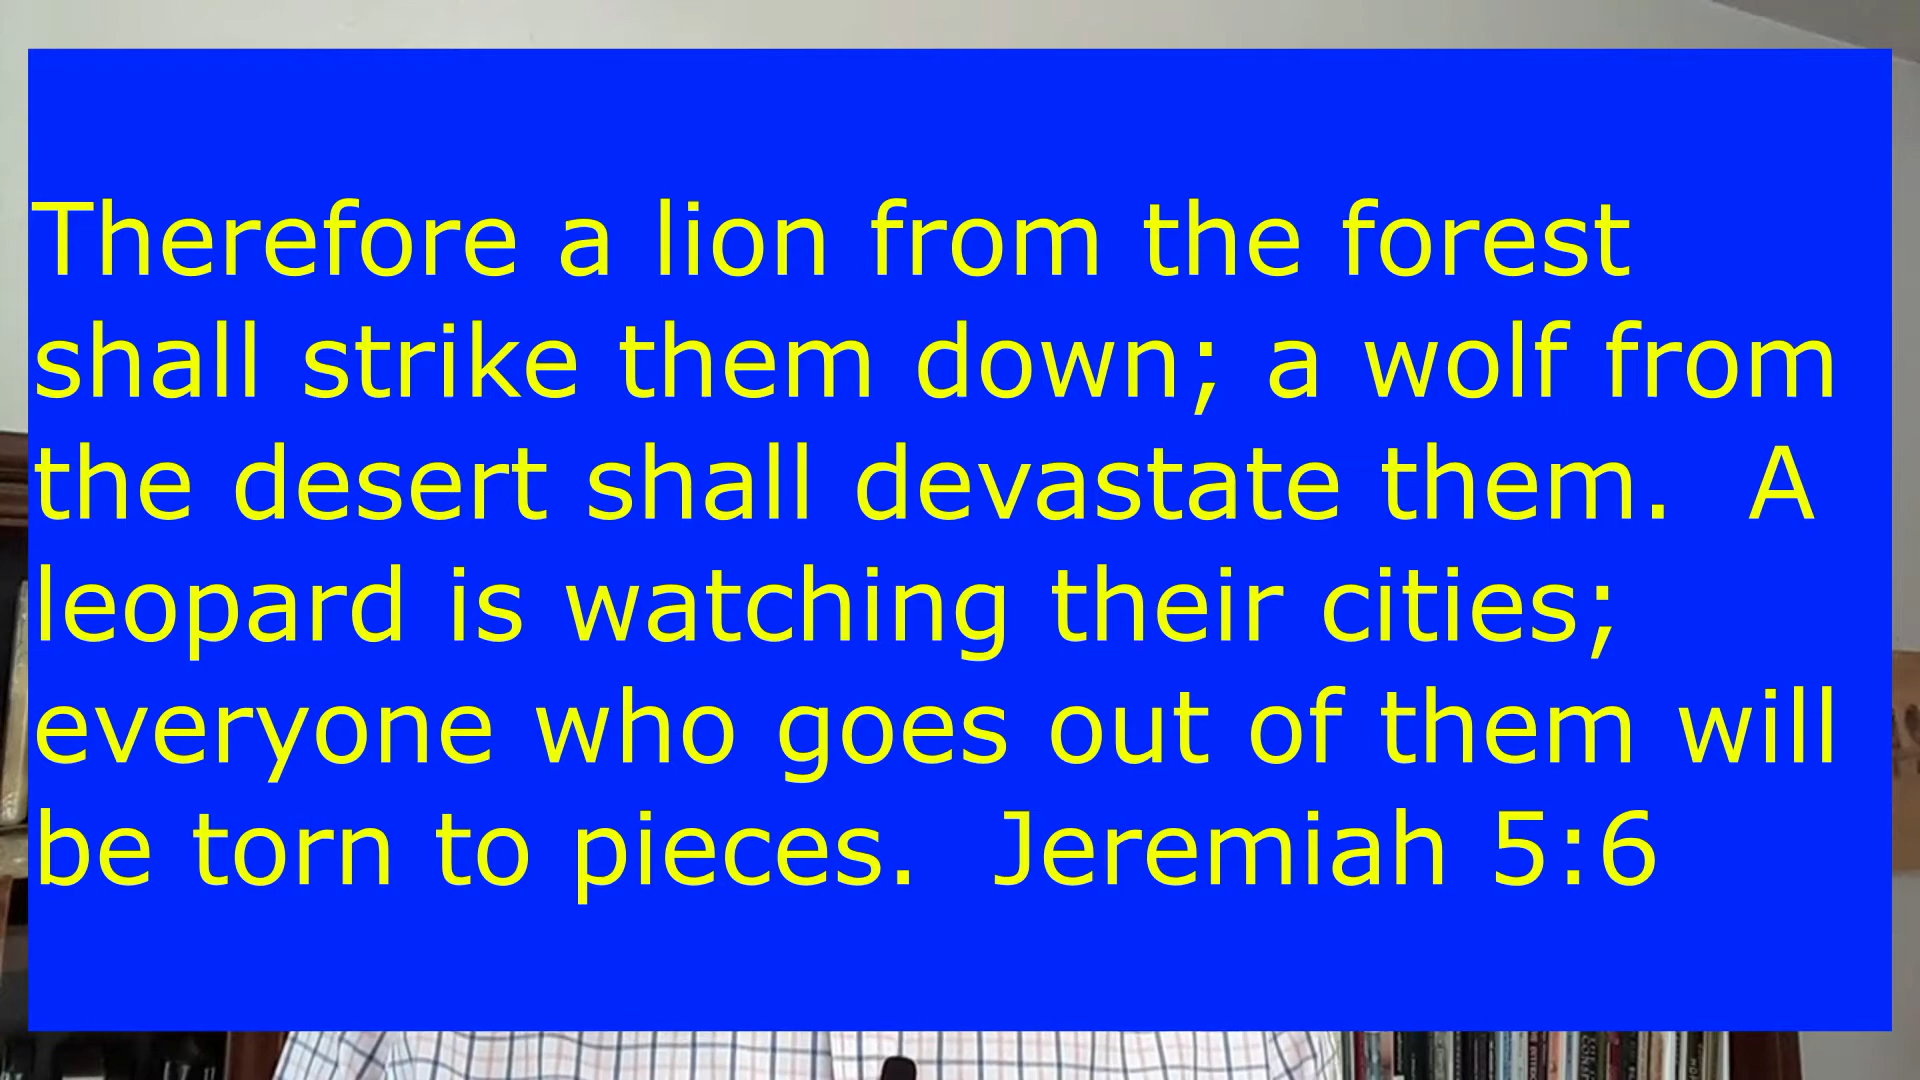 Therefore a lion from the forest
shall strike them down; a wolf from
the desert shall devastate them.  A
leopard is watching their cities;
everyone who goes out of them will
be torn to pieces.  Jeremiah 5:6